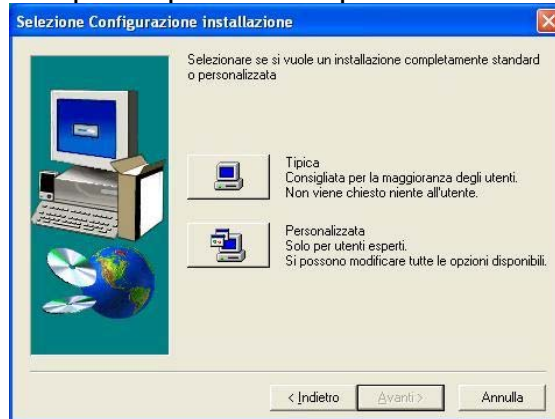 Selezione Configurazione installazione
Selezionare se si vuole un installazione completamente standard
o personalizzata
Tipica
Consigliata per la maggioranza degli utenti.
Non viene chiesto niente all'utente.
Personalizzata
Solo per utenti esperti.
Si possono modificare tutte le opzioni disponibili.
< Indietro
Avanti >
Annulla